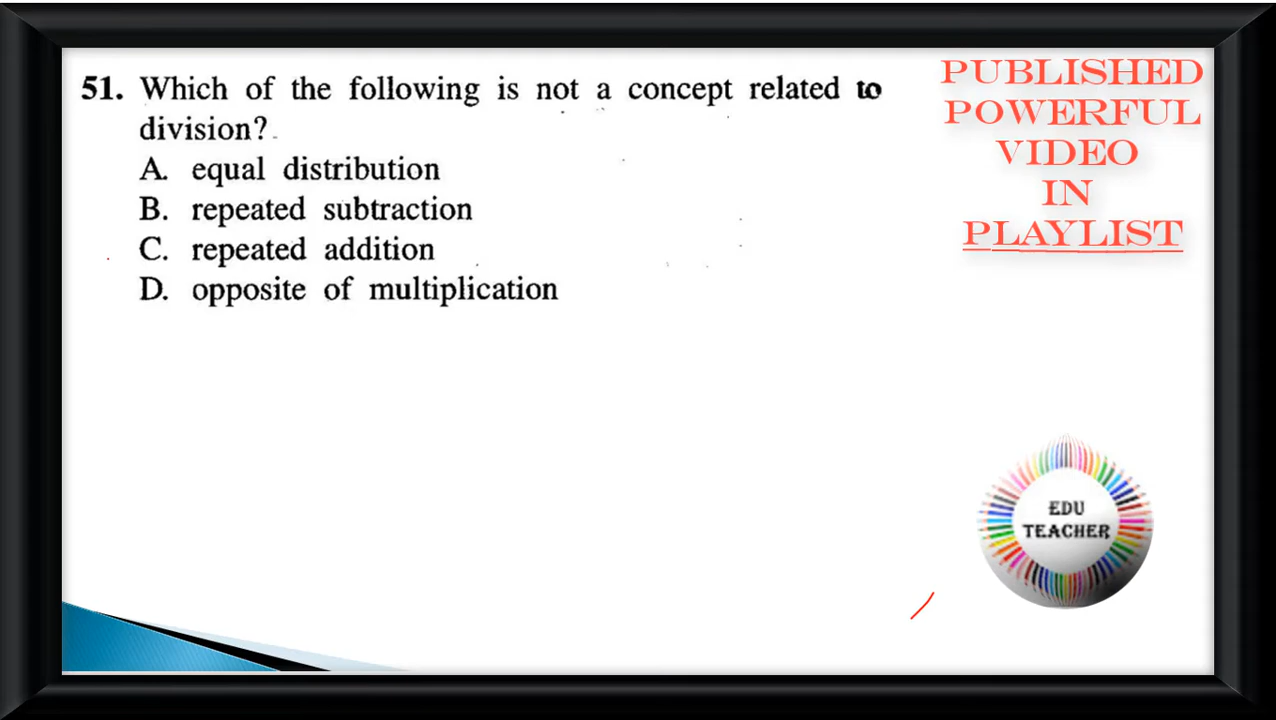 51. Which of the following is not a concept related to
division?
A. equal distribution
B. repeated subtraction
C. repeated addition
D. opposite of multiplication
PUBLISHED
POWERFUL
VIDEO
IN
PLAYLIST
EDU
TEACHER